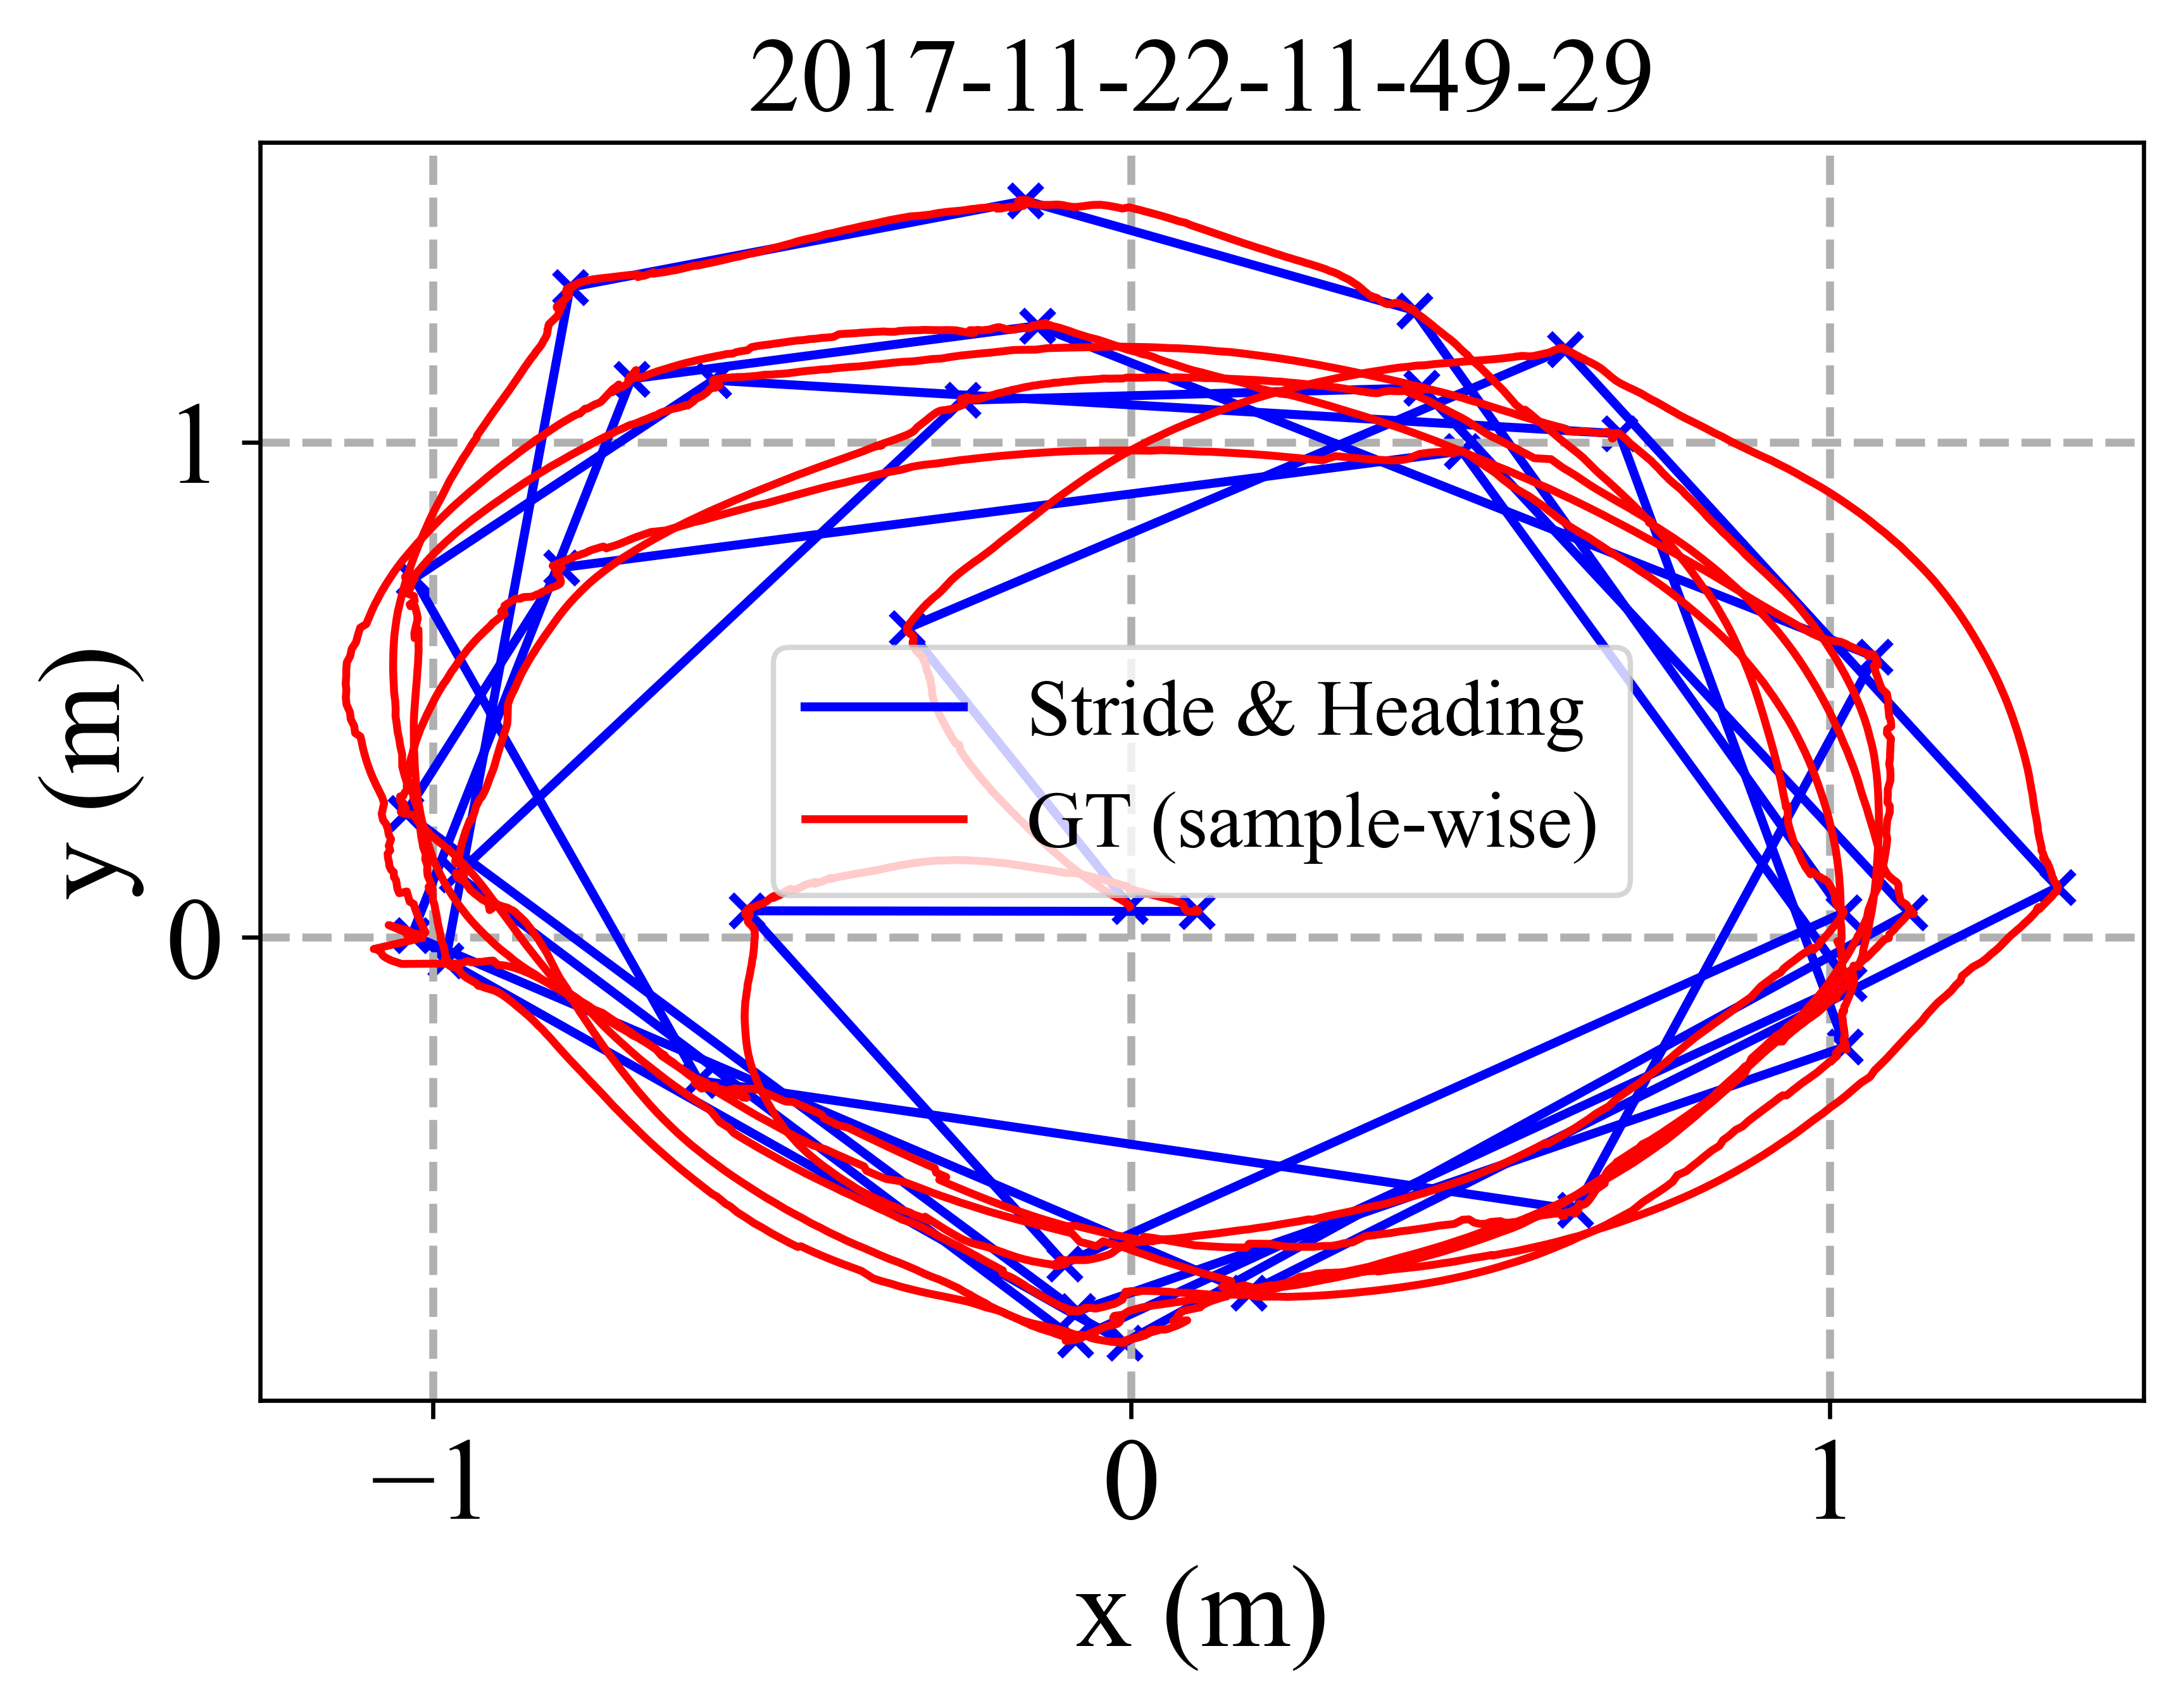 2017-11-22-11-49-29
y (m)
1
0
Stride & Heading
GT (sample-wise)
−1
0
1
x (m)